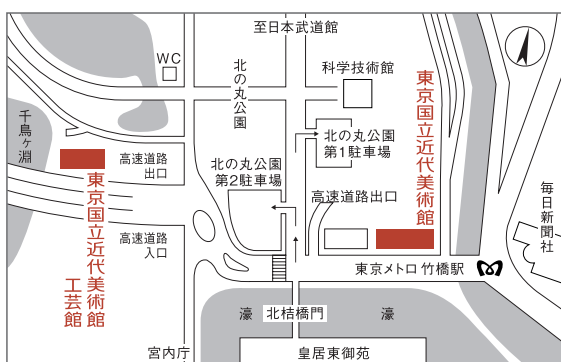 至日本武道館
WC
北の丸公園
科学技術館
東京国立近代美術館
千鳥ヶ淵
北の丸公園
第1駐車場
高速道路
出口
北の丸公園
第2駐車場
高速道路出口
東京国立近代美術館
工芸館
高速道路
入口
毎日新聞社
東京メトロ 竹橋駅
濠
北桔橋門
濠
宮内庁
皇居東御苑